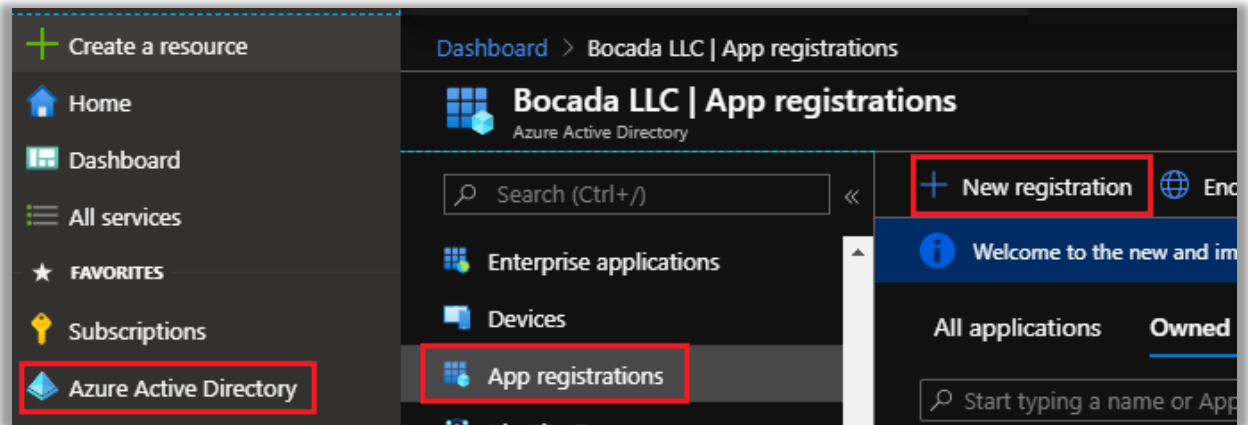 Create a resource
Home
Dashboard
All services
FAVORITES
Subscriptions
Azure Active Directory
Dashboard > Bocada LLC | App registrations
Bocada LLC | App registrations
Azure Active Directory
Search (Ctrl+/)
«
Enterprise applications
Devices
App registrations
New registration
Welcome to the new and im
All applications Owned
Start typing a name or App